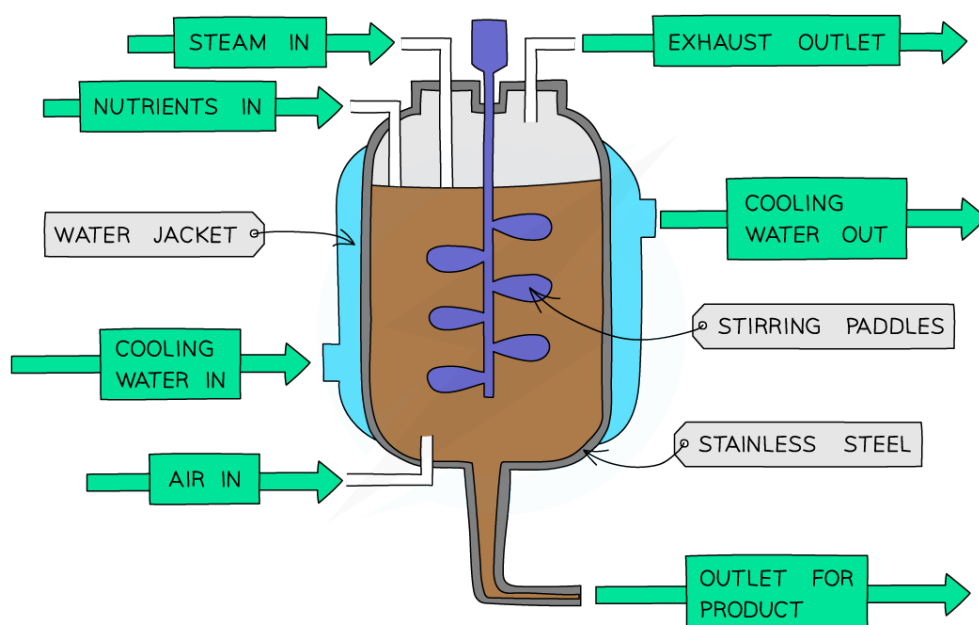 STEAM IN
EXHAUST OUTLET
NUTRIENTS IN
WATER JACKET
COOLING
WATER OUT
STIRRING PADDLES
COOLING
WATER IN
STAINLESS STEEL
AIR IN
OUTLET FOR
PRODUCT